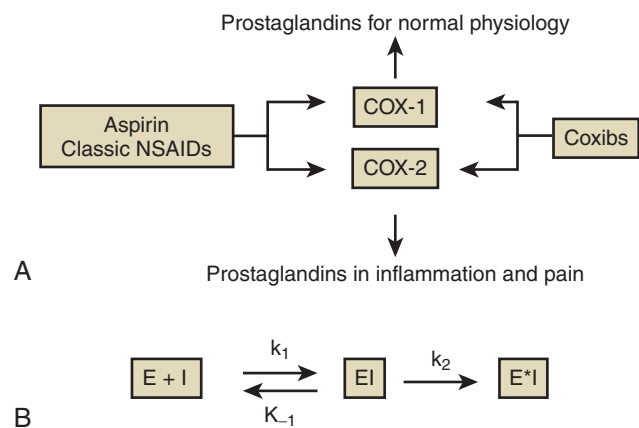 Prostaglandins for normal physiology
COX-1
Aspirin
Classic NSAIDs
Coxibs
COX-2
Prostaglandins in inflammation and pain
A
E + I
k₁
K₋₁
EI
k₂
E*I
B